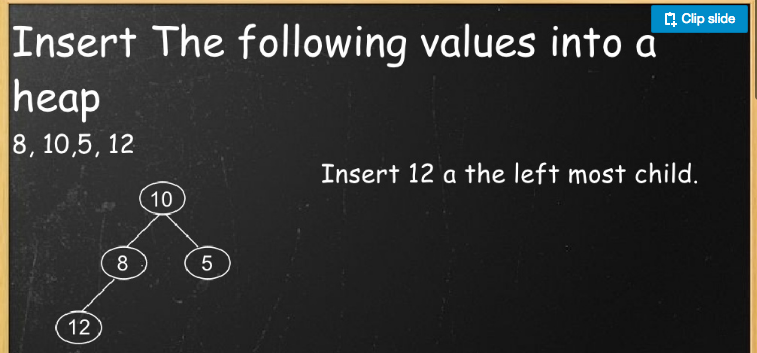 Clip slide
Insert The following values into a
heap
8, 10,5, 12
Insert 12 a the left most child.
10
8
5
12